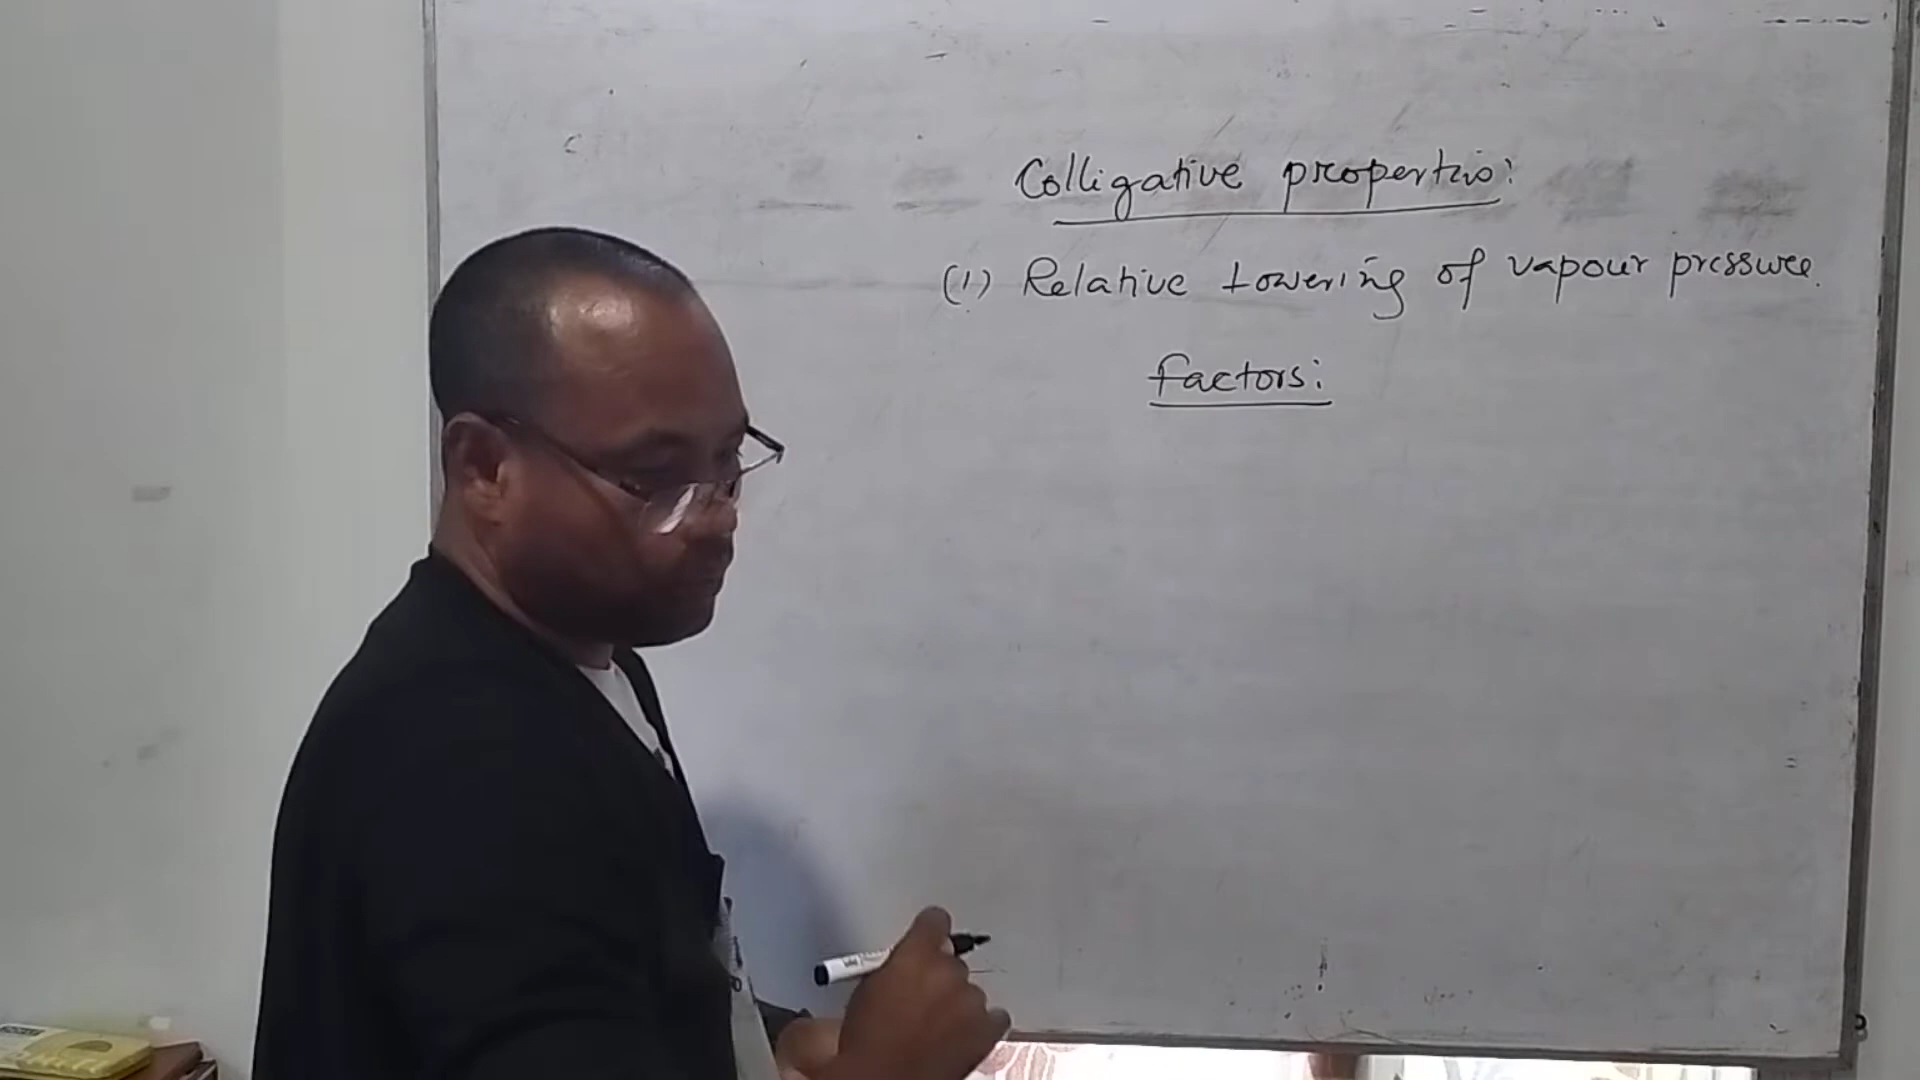 Colligative properties:
(1) Relative Lowering of vapour pressure.
factors: